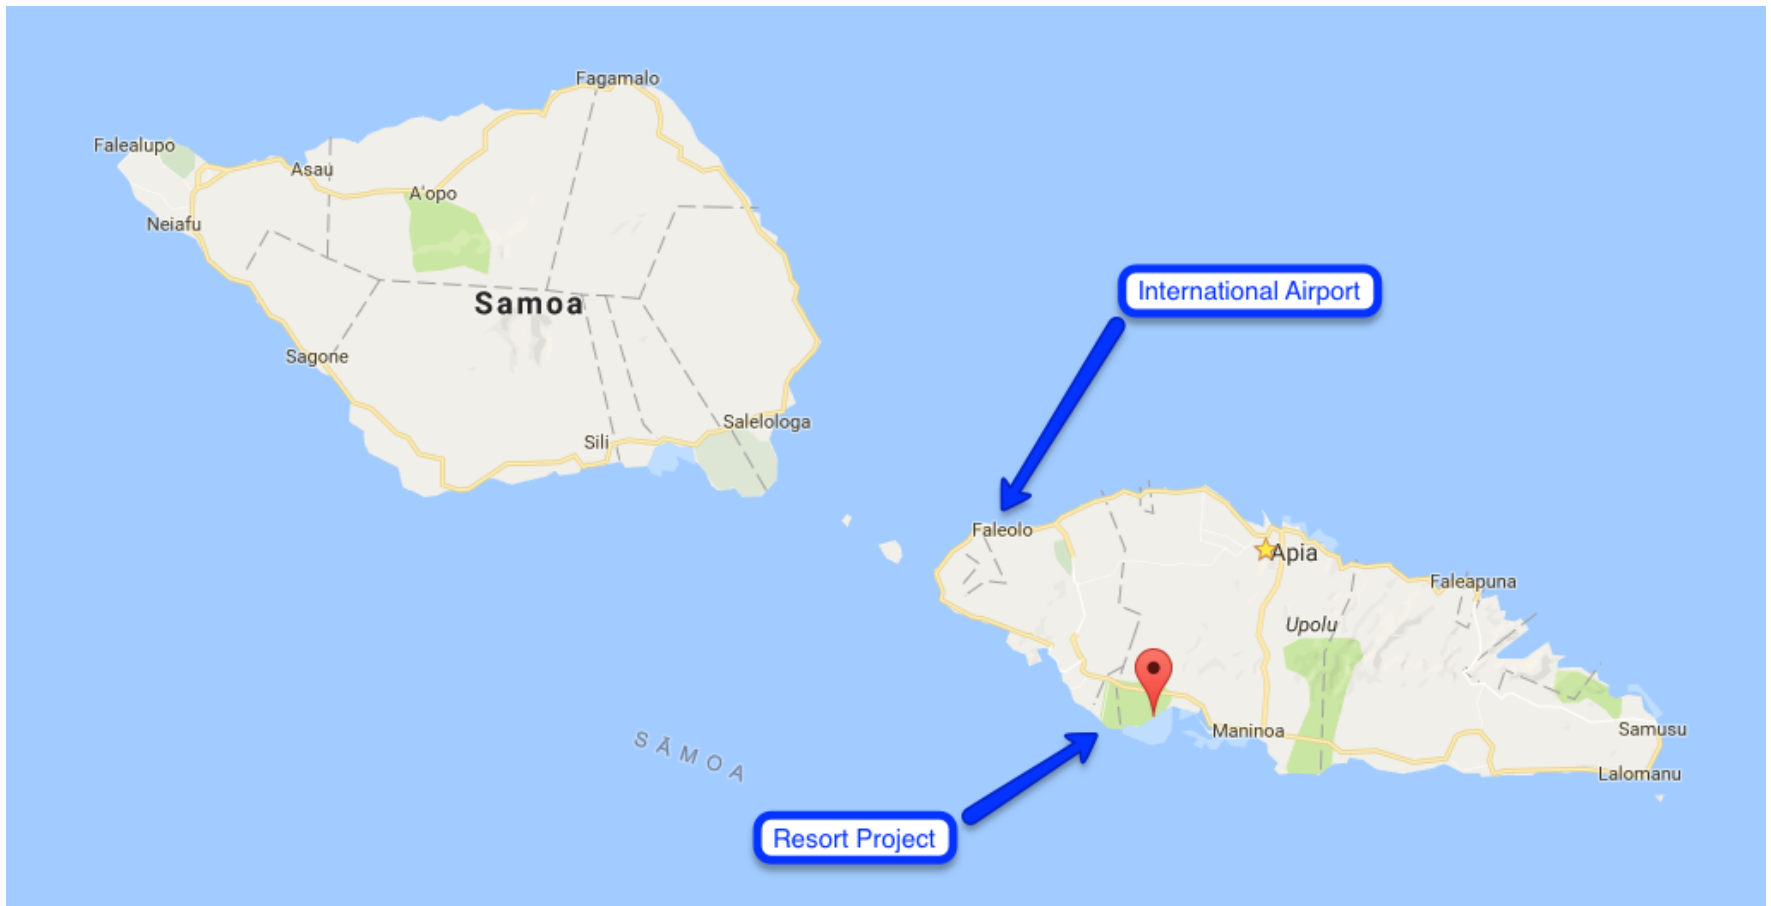 Fagamalo
Falealupo
Asau
A'opo
Neiafu
Samoa
International Airport
Sagone
Salelologa
Sili
Faleolo
Apia
Faleapuna
Upolu
Maninoa
Samusu
SĀMOA
Lalomanu
Resort Project